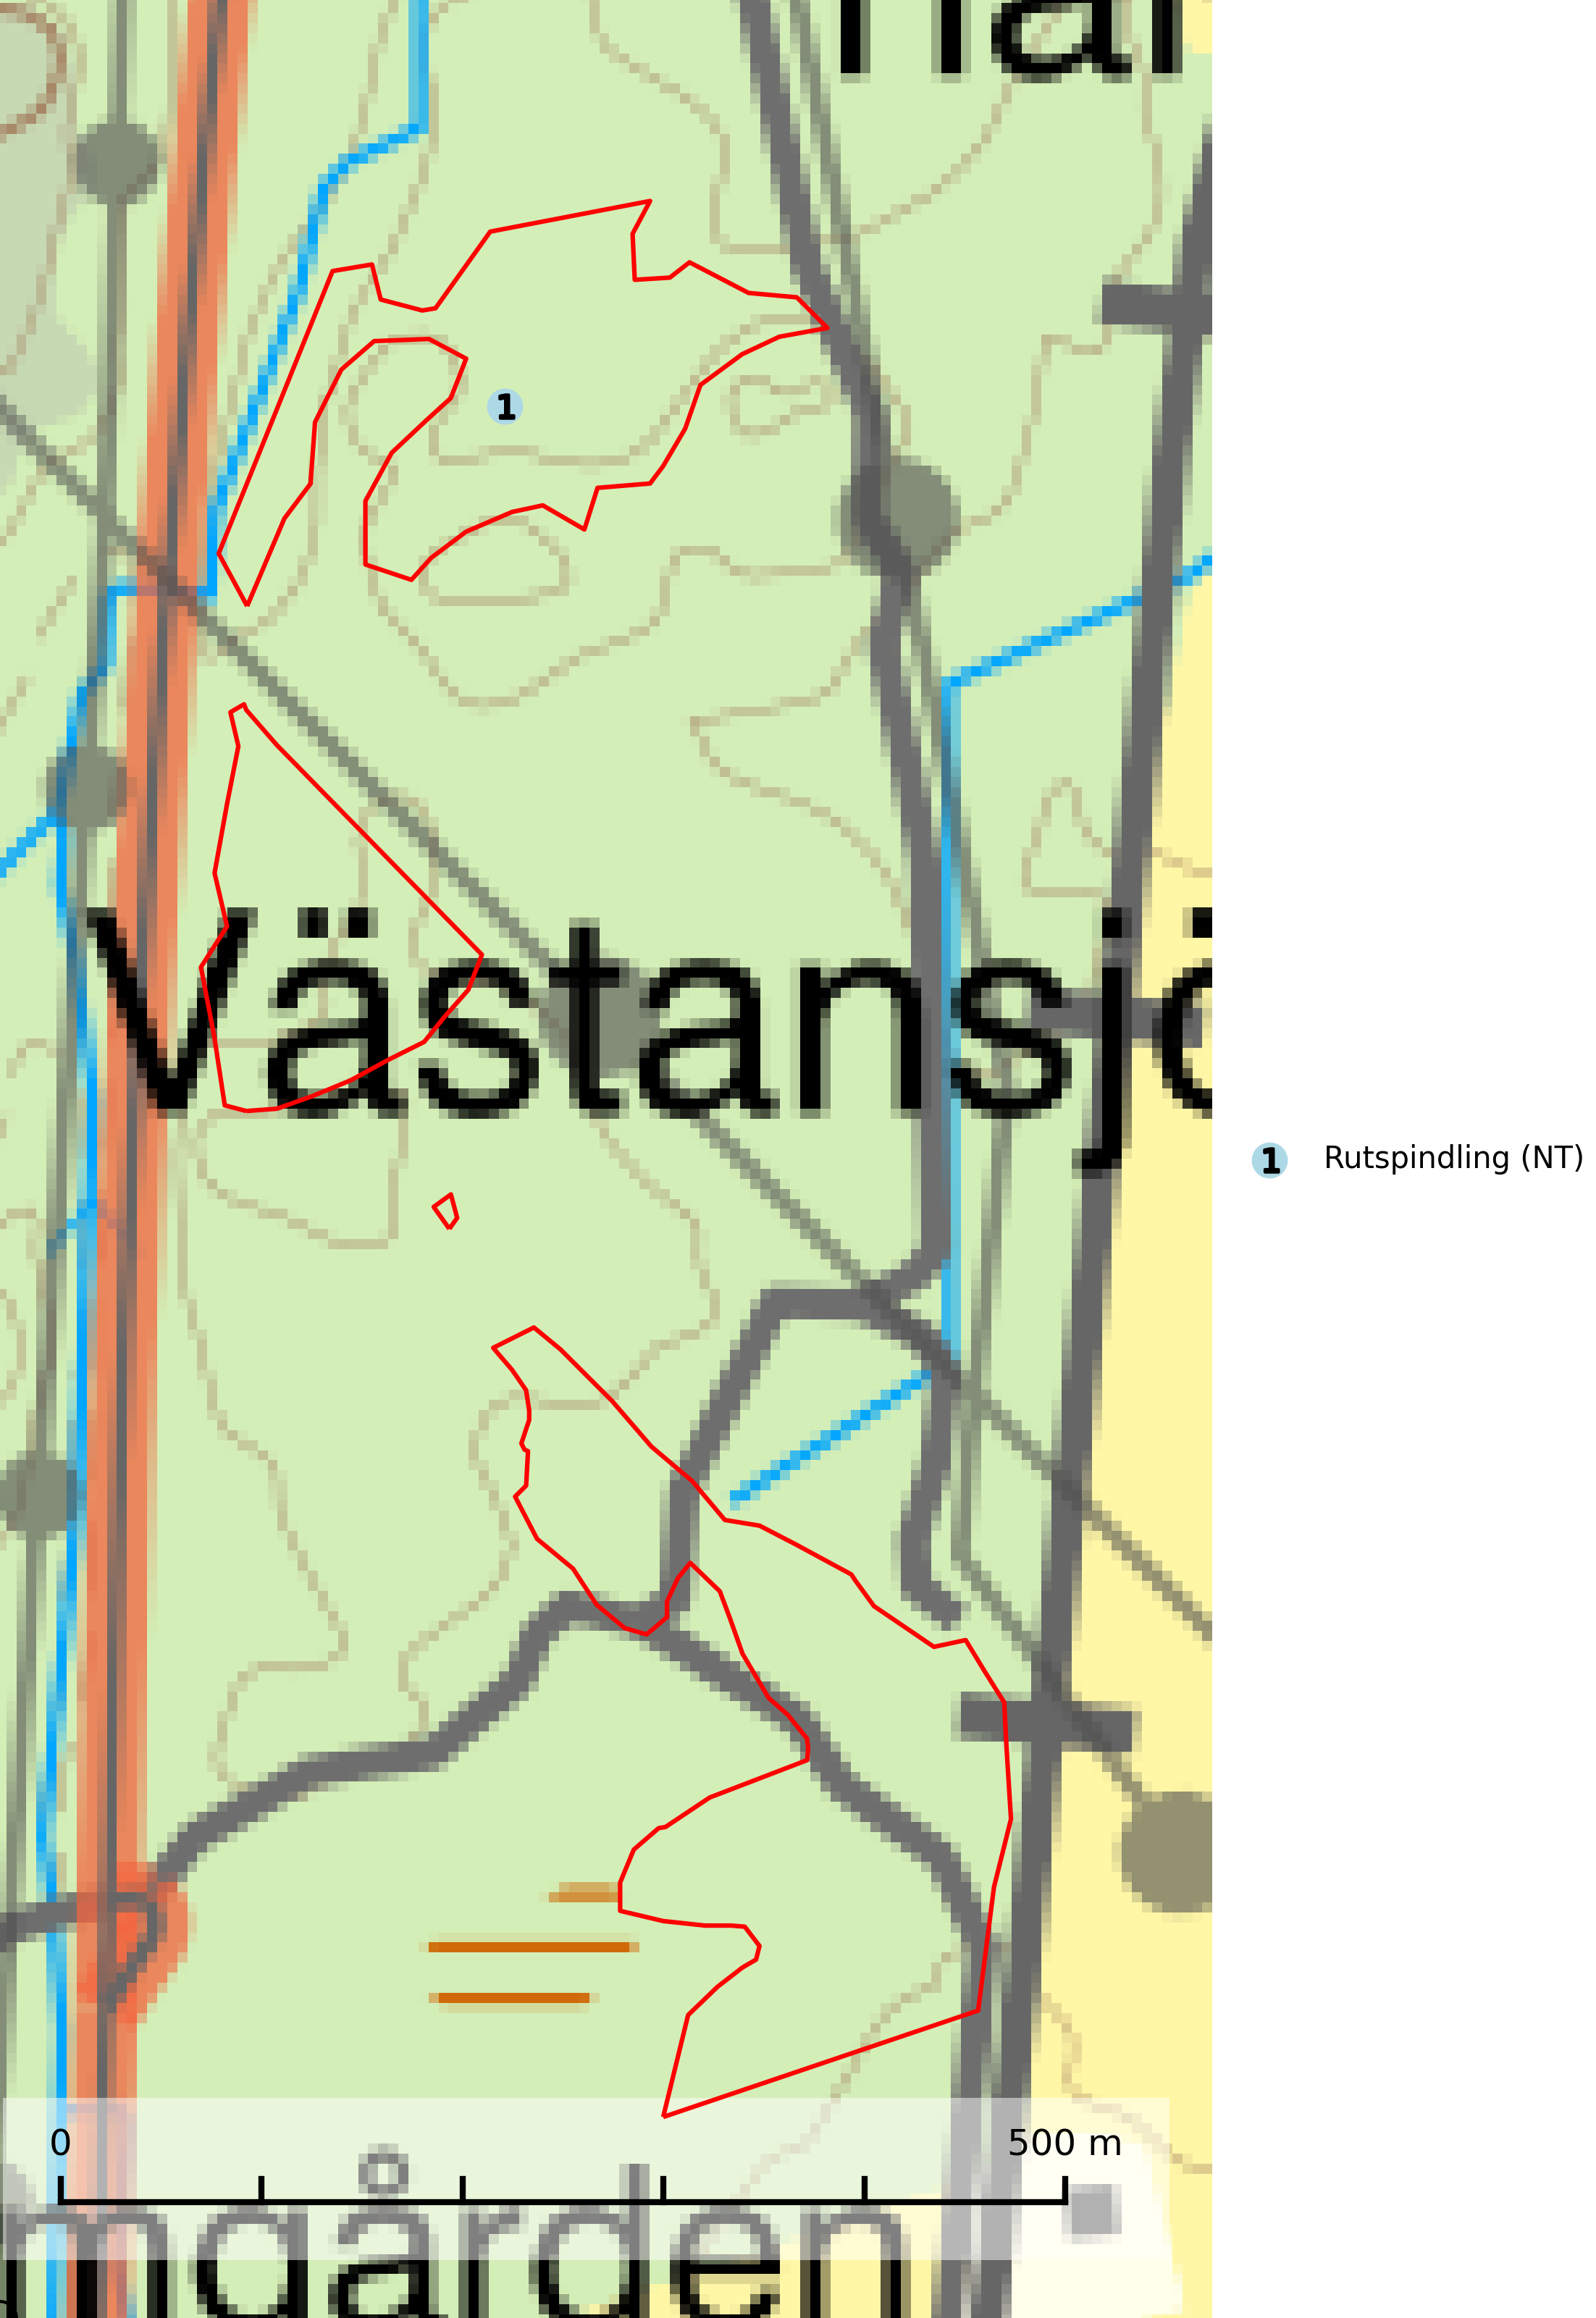 1
Västansjö
1 Rutspindling (NT)
0 500 m